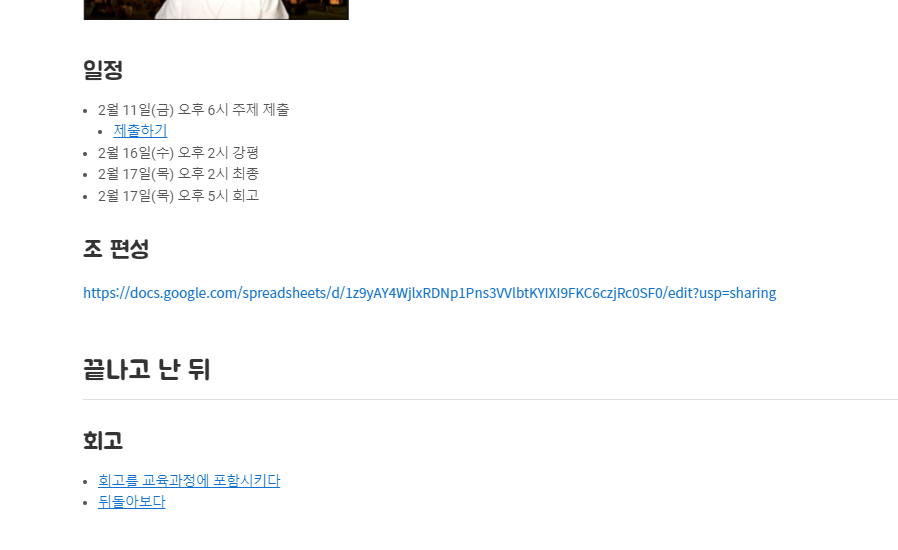 일정
2월 11일(금) 오후 6시 주제 제출
제출하기
2월 16일(수) 오후 2시 강평
2월 17일(목) 오후 2시 최종
2월 17일(목) 오후 5시 회고
조 편성
https://docs.google.com/spreadsheets/d/1z9yAY4WjlxRDNp1Pns3VVlbtKYIXI9FKC6czjRc0SF0/edit?usp=sharing
끝나고 난 뒤
회고
회고를 교육과정에 포함시키다
뒤돌아보다